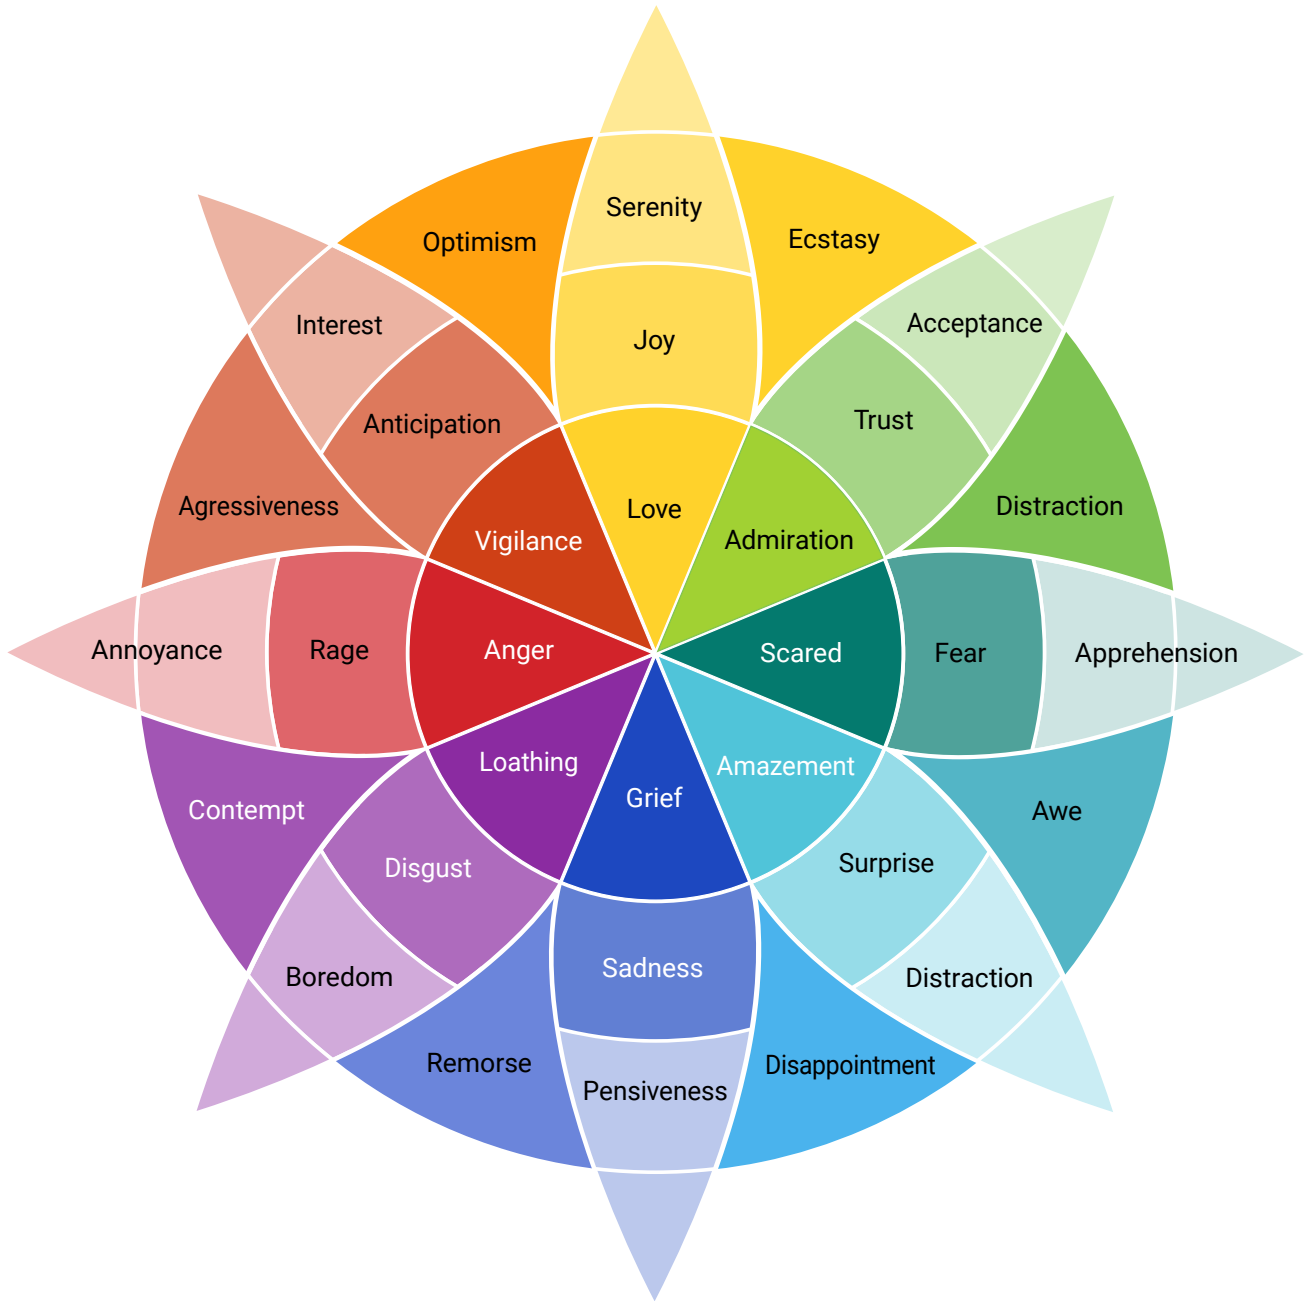 Serenity
Optimism
Ecstasy
Interest
Joy
Acceptance
Anticipation
Trust
Agressiveness
Love
Distraction
Vigilance
Admiration
Annoyance
Rage
Anger
Scared
Fear
Apprehension
Loathing
Amazement
Contempt
Grief
Awe
Disgust
Surprise
Boredom
Sadness
Distraction
Remorse
Pensiveness
Disappointment